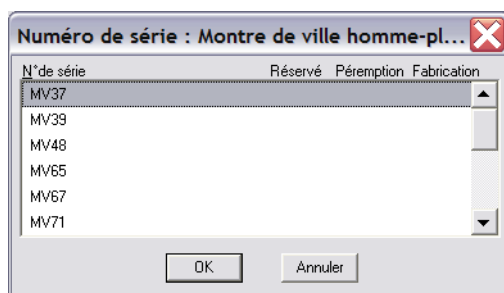 Numéro de série : Montre de ville homme-pl...
N°de série Réservé Péremption Fabrication
MV37
MV39
MV48
MV65
MV67
MV71
OK Annuler